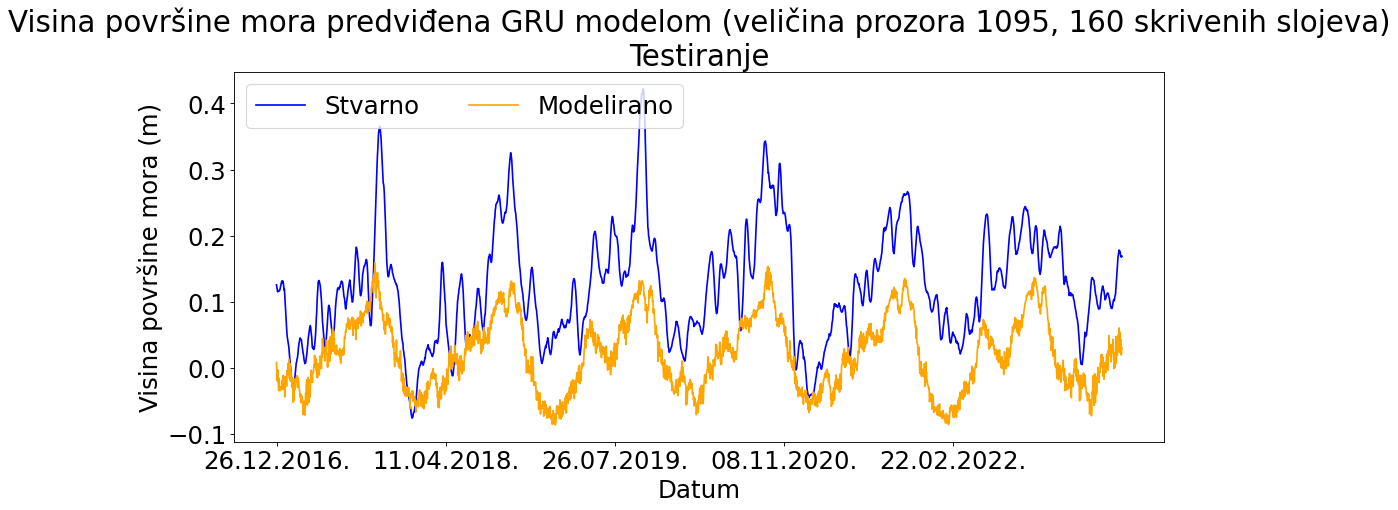 Visina površine mora predviđena GRU modelom (veličina prozora 1095, 160 skrivenih slojeva)
Testiranje
Stvarno Modelirano
Visina površine mora (m)
0.4
0.3
0.2
0.1
0.0
−0.1
26.12.2016. 11.04.2018. 26.07.2019. 08.11.2020. 22.02.2022.
Datum